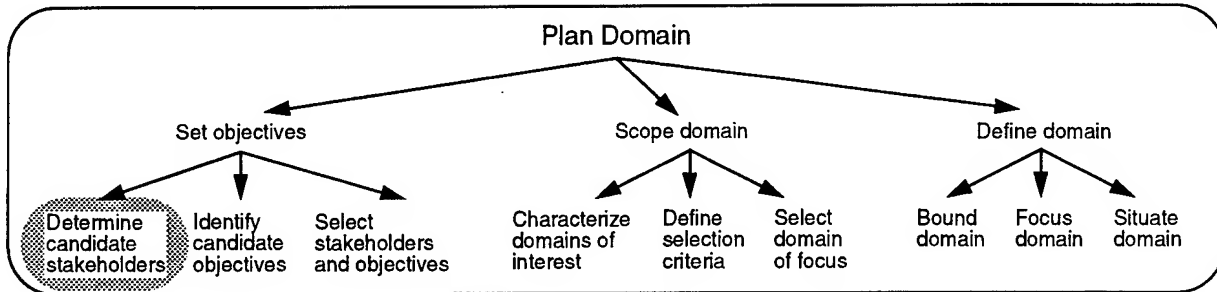 Plan Domain
Set objectives
Scope domain
Define domain
Determine
candidate
stakeholders
Identify
candidate
objectives
Select
stakeholders
and objectives
Characterize
domains of
interest
Define
selection
criteria
Select
domain
of focus
Bound
domain
Focus
domain
Situate
domain